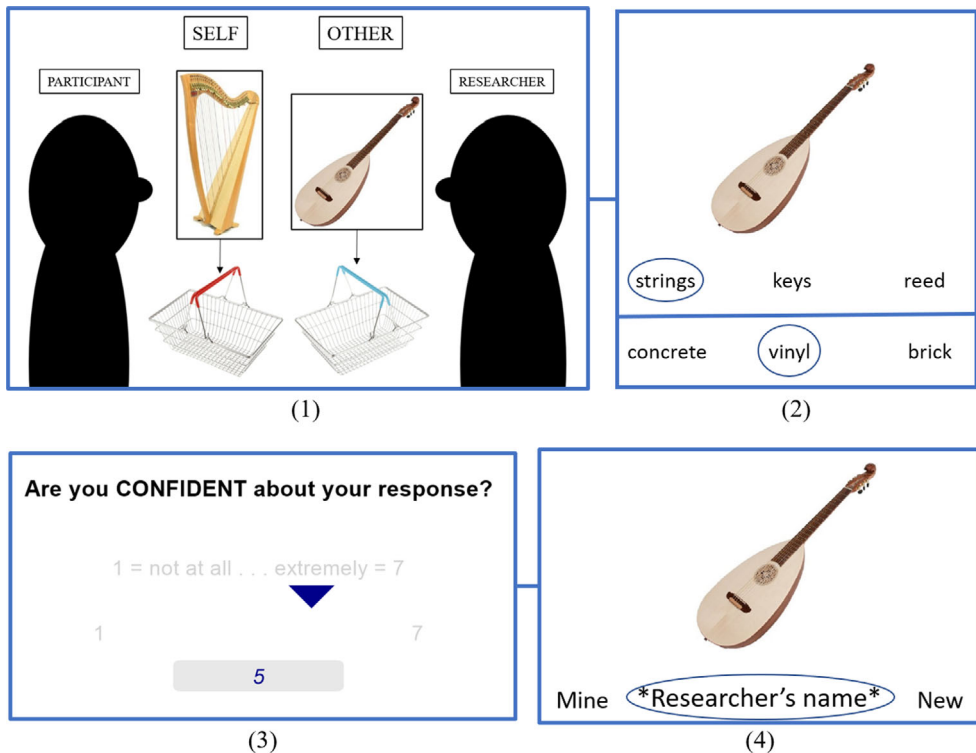 SELF
OTHER
PARTICIPANT
RESEARCHER
(1)
strings keys reed
concrete vinyl brick
(2)
Are you CONFIDENT about your response?
1 = not at all . . . extremely = 7
1 7
5
(3)
Mine *Researcher's name* New
(4)